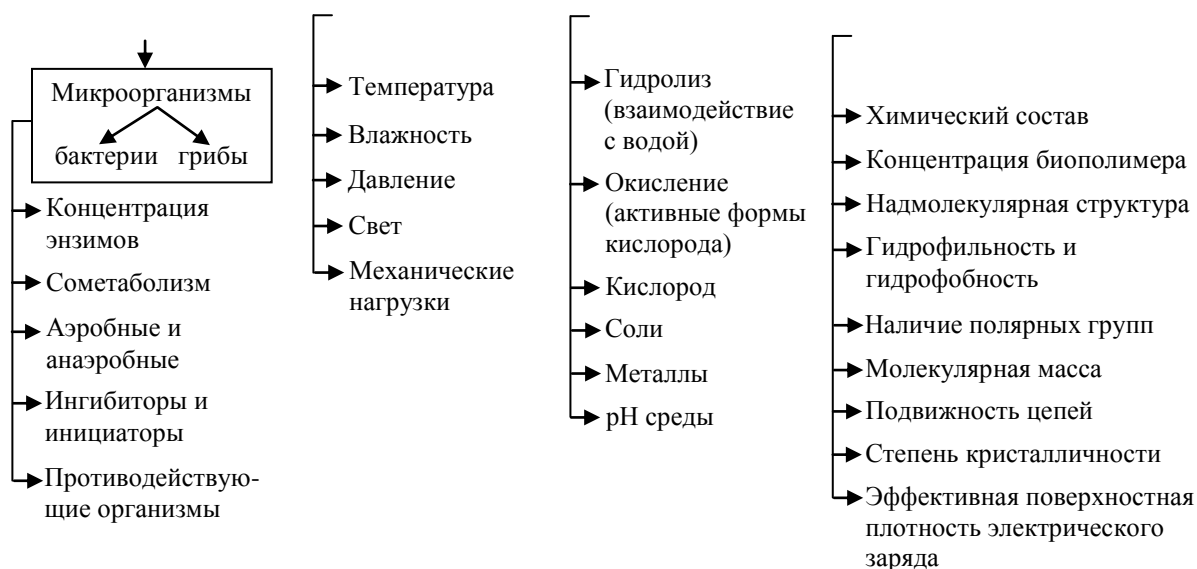 Микроорганизмы
бактерии грибы
Концентрация
энзимов
Сометаболизм
Аэробные и
анаэробные
Ингибиторы и
инициаторы
Противодействую-
щие организмы
Температура
Влажность
Давление
Свет
Механические
нагрузки
Гидролиз
(взаимодействие
с водой)
Окисление
(активные формы
кислорода)
Кислород
Соли
Металлы
pH среды
Химический состав
Концентрация биополимера
Надмолекулярная структура
Гидрофильность и
гидрофобность
Наличие полярных групп
Молекулярная масса
Подвижность цепей
Степень кристалличности
Эффективная поверхностная
плотность электрического
заряда